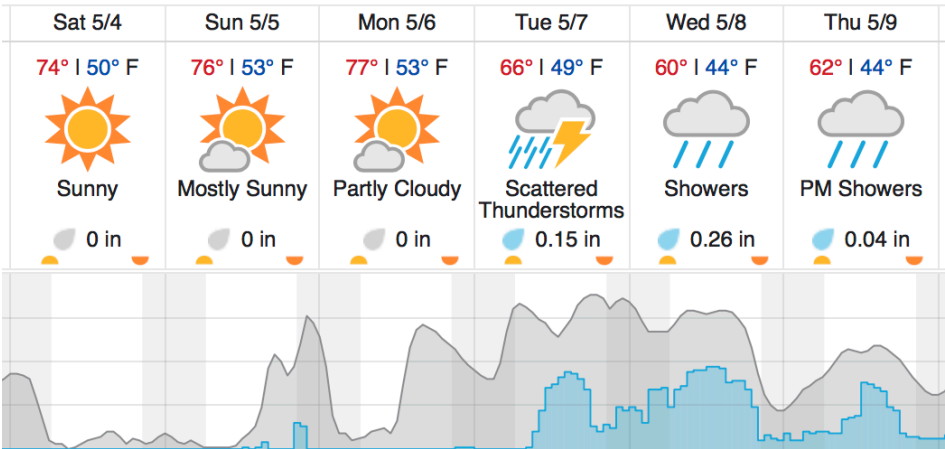 Sat 5/4 Sun 5/5 Mon 5/6 Tue 5/7 Wed 5/8 Thu 5/9
74° | 50° F 76° | 53° F 77° | 53° F 66° | 49° F 60° | 44° F 62° | 44° F
Sunny Mostly Sunny Partly Cloudy Scattered Showers PM Showers
Thunderstorms
0 in 0 in 0 in 0.15 in 0.26 in 0.04 in